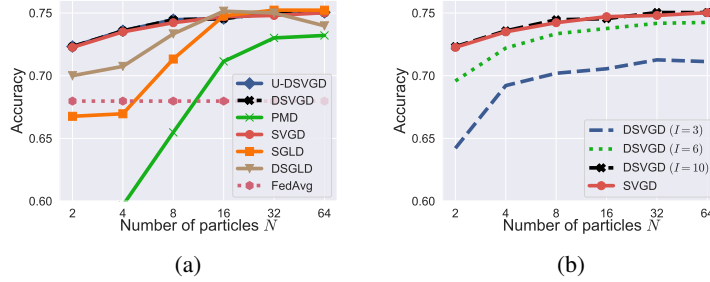 0.75
0.70
0.65
0.60
Accuracy
2 4 8 16 32 64
Number of particles N
U-DSVGD
DSVGD
PMD
SVGD
SGLD
DSGLD
FedAvg
(a)
0.75
0.70
0.65
0.60
Accuracy
2 4 8 16 32 64
Number of particles N
DSVGD (I = 3)
DSVGD (I = 6)
DSVGD (I = 10)
SVGD
(b)